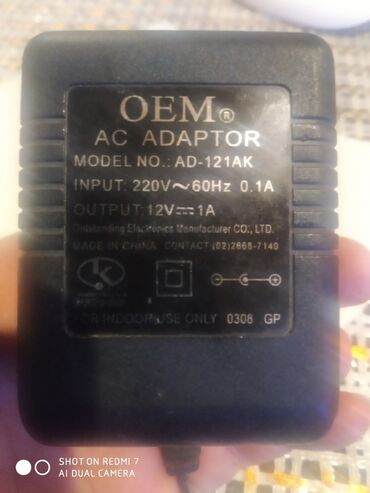 OEM®
AC ADAPTOR
MODEL NO.: AD-121AK
INPUT: 220V~60Hz 0.1A
OUTPUT: 12V⎓1A
Outstanding Electronics Manufacturer CO., LTD.
MADE IN CHINA CONTACT (02)2668-7140
FOR INDOOR USE ONLY 0308 GP
SHOT ON REDMI 7
AI DUAL CAMERA